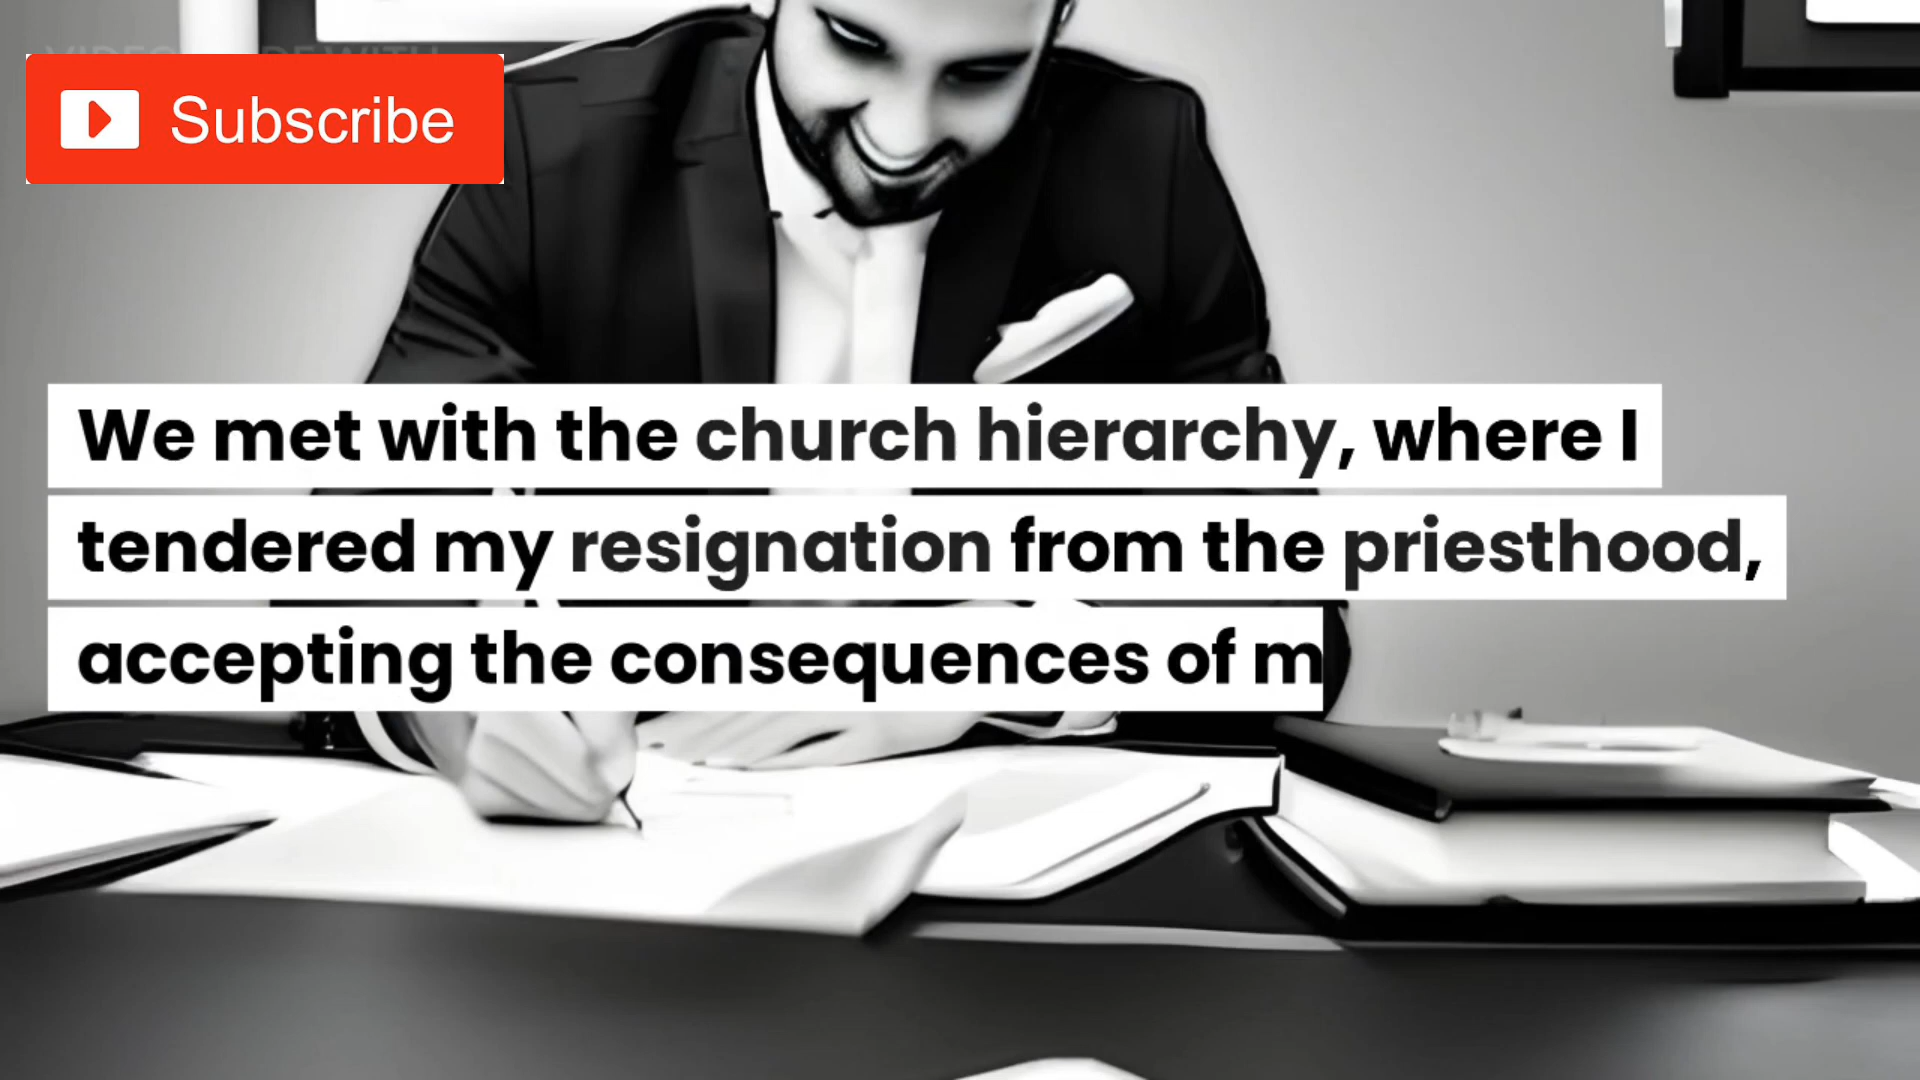 Subscribe
We met with the church hierarchy, where I
tendered my resignation from the priesthood,
accepting the consequences of m